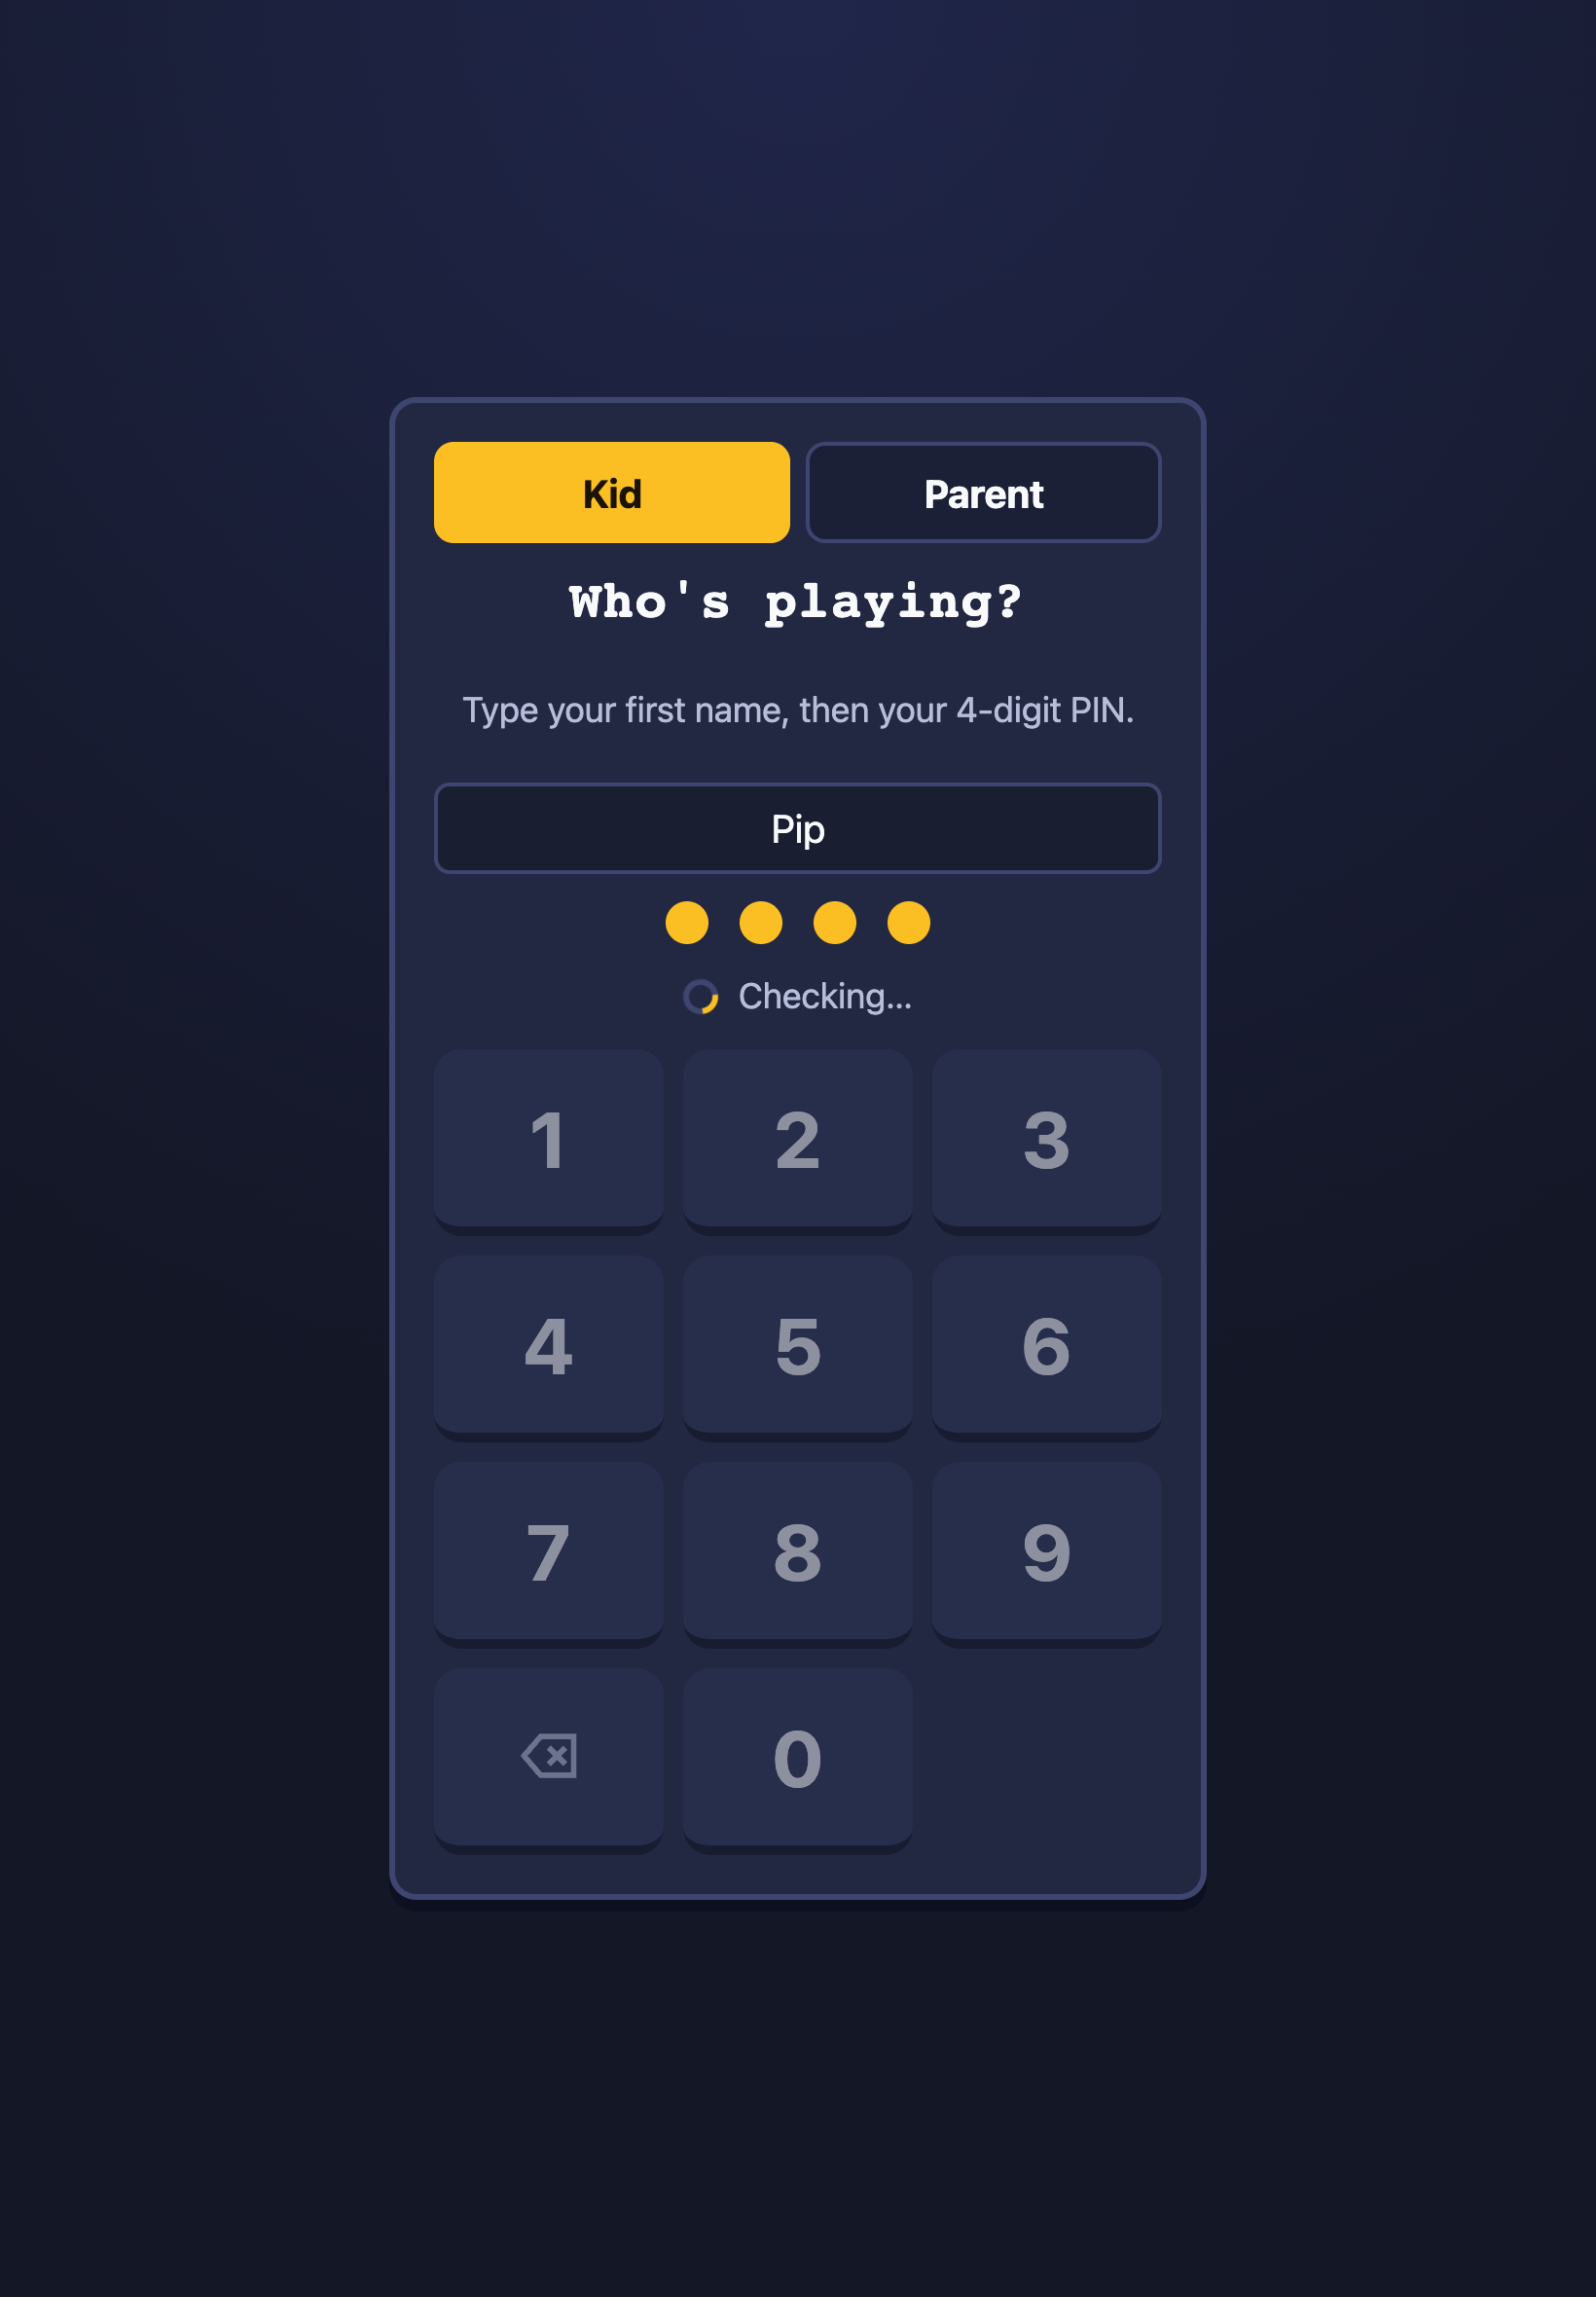 Kid Parent
Who's playing?
Type your first name, then your 4-digit PIN.
Pip
Checking...
1 2 3
4 5 6
7 8 9
0